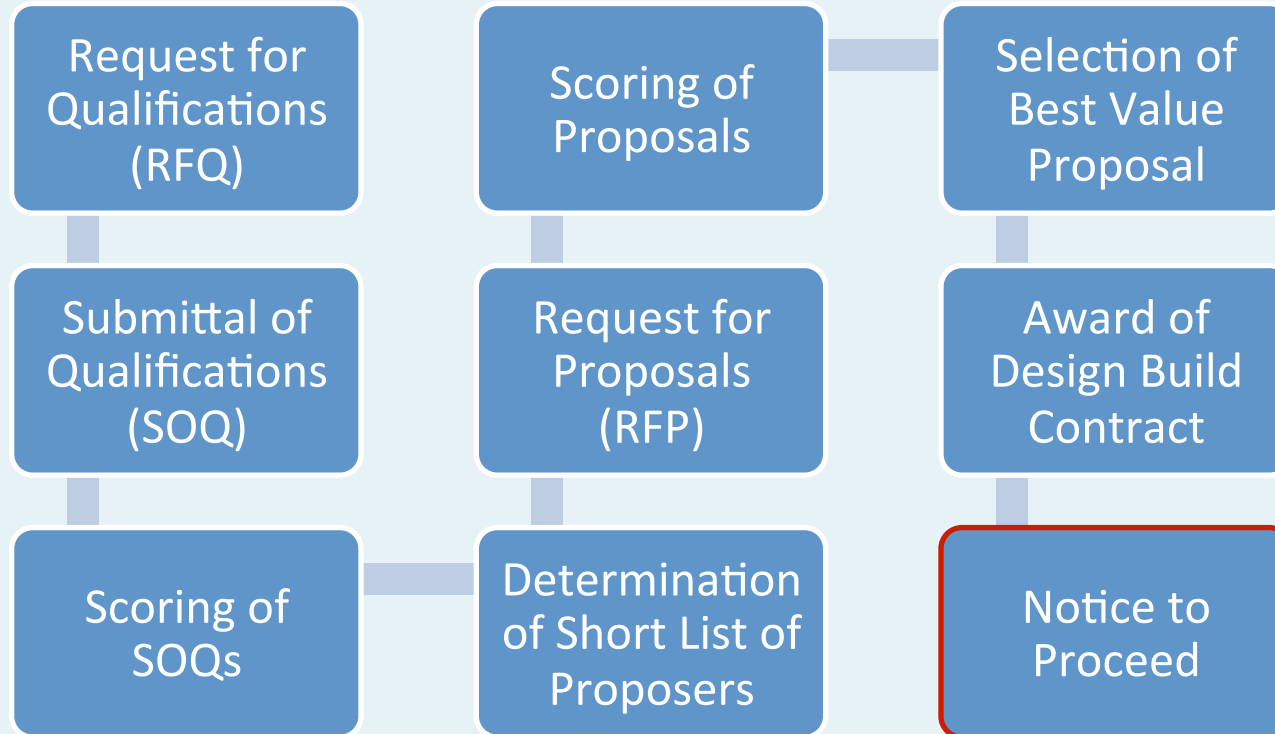 Request for
Qualifications
(RFQ)
Submittal of
Qualifications
(SOQ)
Scoring of
SOQs
Determination
of Short List of
Proposers
Request for
Proposals
(RFP)
Scoring of
Proposals
Selection of
Best Value
Proposal
Award of
Design Build
Contract
Notice to
Proceed